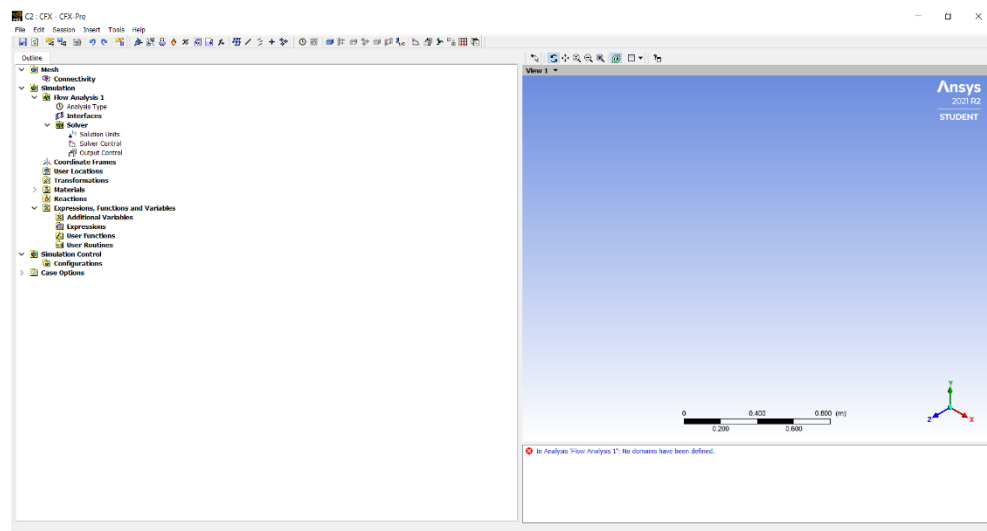 C2 : CFX - CFX-Pre
File Edit Session Insert Tools Help
Outline
Mesh
Connectivity
Simulation
Flow Analysis 1
Analysis Type
Interfaces
Solver
Solution Units
Solver Control
Output Control
Coordinate Frames
User Locations
Transformations
Materials
Reactions
Expressions, Functions and Variables
Additional Variables
Expressions
User Functions
User Routines
Simulation Control
Configurations
Case Options
View 1
Ansys
2021 R2
STUDENT
0 0.400 0.800 (m)
0.200 0.600
Y
Z X
In Analysis 'Flow Analysis 1': No domains have been defined.